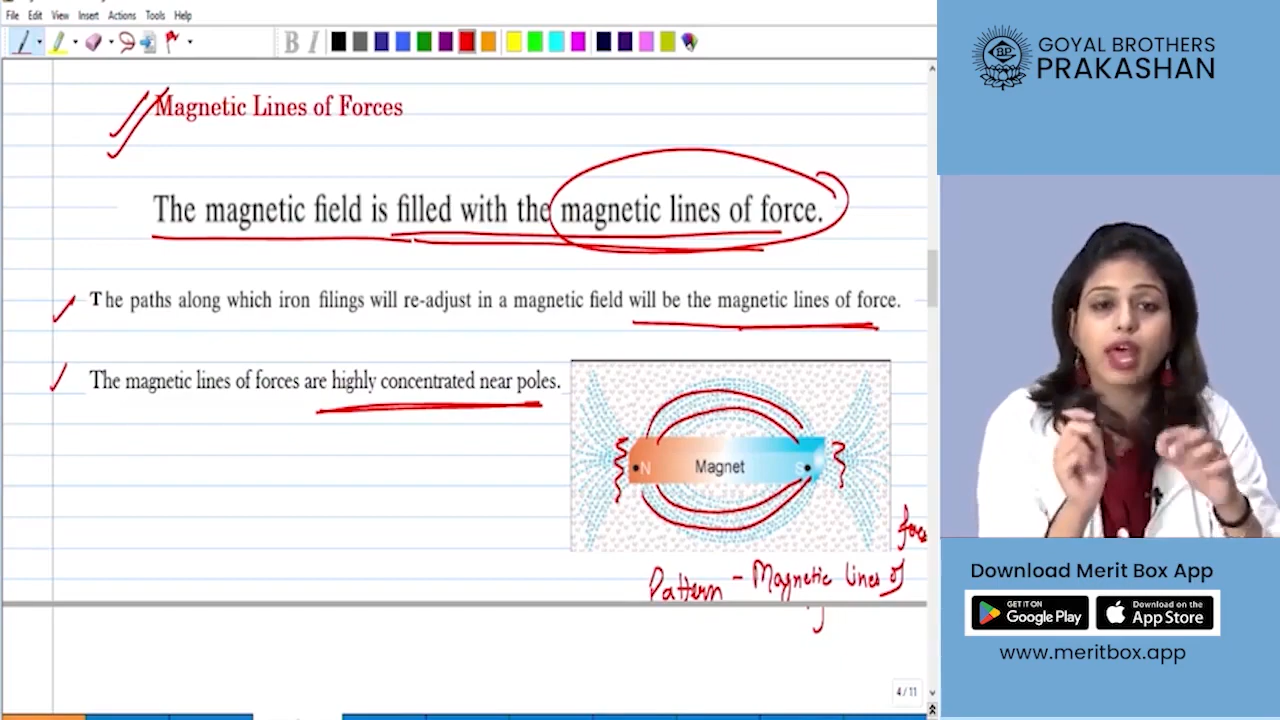 File Edit View Insert Actions Tools Help
B I
GOYAL BROTHERS
PRAKASHAN
GBP
Magnetic Lines of Forces
The magnetic field is filled with the magnetic lines of force.
The paths along which iron filings will re-adjust in a magnetic field will be the magnetic lines of force.
The magnetic lines of forces are highly concentrated near poles.
N Magnet S
Pattern - Magnetic lines of
force
4/11
Download Merit Box App
GET IT ON
Google Play
Download on the
App Store
www.meritbox.app